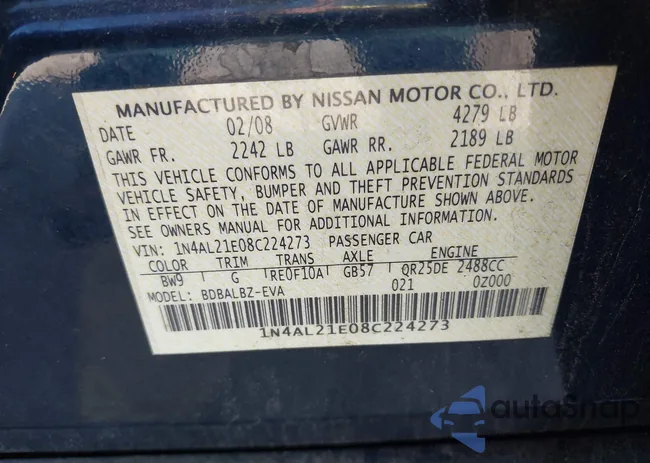 MANUFACTURED BY NISSAN MOTOR CO., LTD.
DATE 02/08 GVWR 4279 LB
GAWR FR. 2242 LB GAWR RR. 2189 LB
THIS VEHICLE CONFORMS TO ALL APPLICABLE FEDERAL MOTOR
VEHICLE SAFETY, BUMPER AND THEFT PREVENTION STANDARDS
IN EFFECT ON THE DATE OF MANUFACTURE SHOWN ABOVE.
SEE OWNERS MANUAL FOR ADDITIONAL INFORMATION.
VIN: 1N4AL21E08C224273 PASSENGER CAR
COLOR TRIM TRANS AXLE ENGINE
BW9 G RE0F10A GB57 QR25DE 2488CC
MODEL: BDBALBZ-EVA 021 0Z000
1N4AL21E08C224273
autoSnap